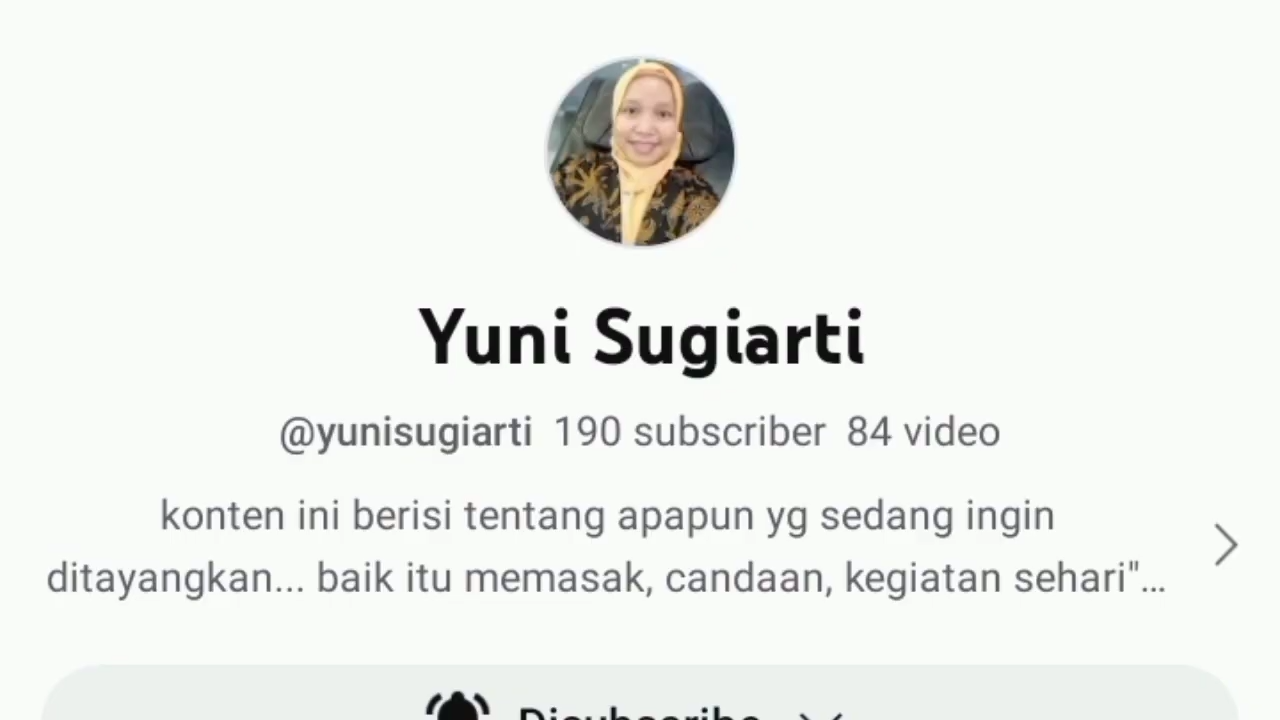 Yuni Sugiarti
@yunisugiarti 190 subscriber 84 video
konten ini berisi tentang apapun yg sedang ingin
ditayangkan... baik itu memasak, candaan, kegiatan sehari"...
Disubscribe